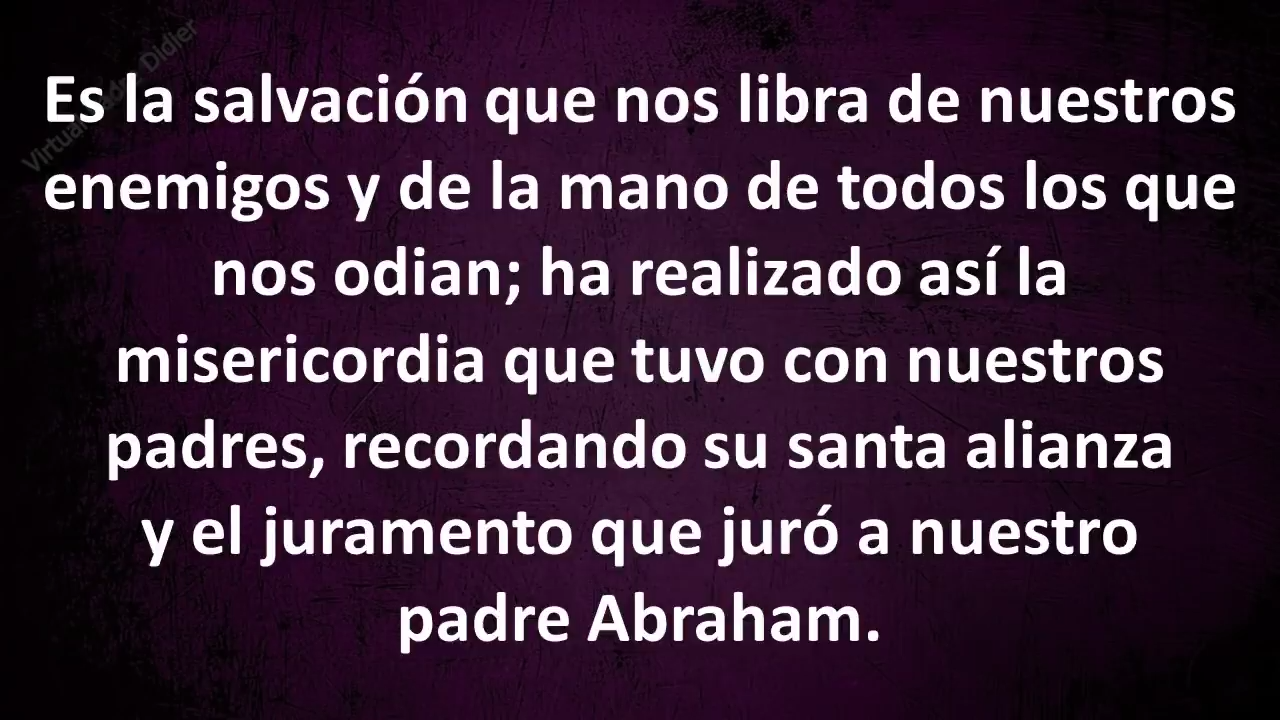 Es la salvación que nos libra de nuestros
enemigos y de la mano de todos los que
nos odian; ha realizado así la
misericordia que tuvo con nuestros
padres, recordando su santa alianza
y el juramento que juró a nuestro
padre Abraham.
Didier